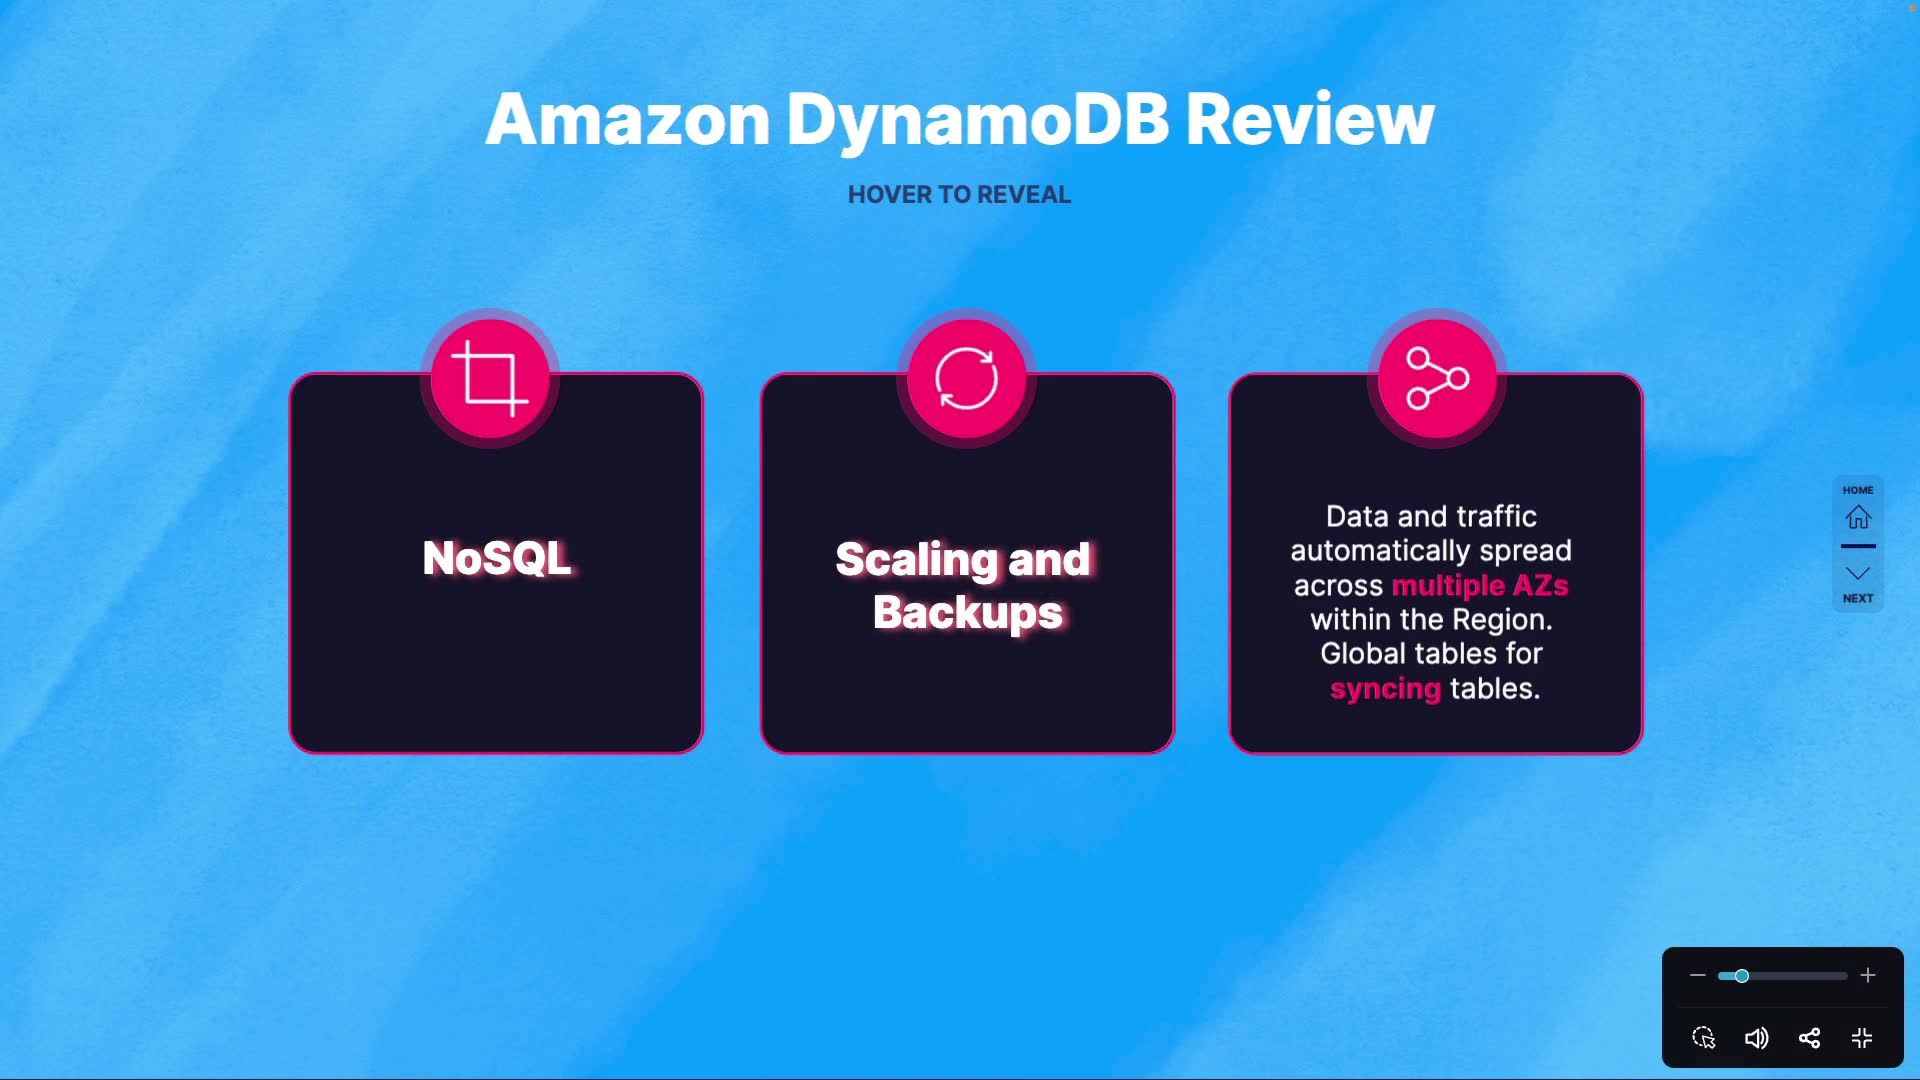 Amazon DynamoDB Review
HOVER TO REVEAL
NoSQL
Scaling and
Backups
Data and traffic
automatically spread
across multiple AZs
within the Region.
Global tables for
syncing tables.
HOME
NEXT